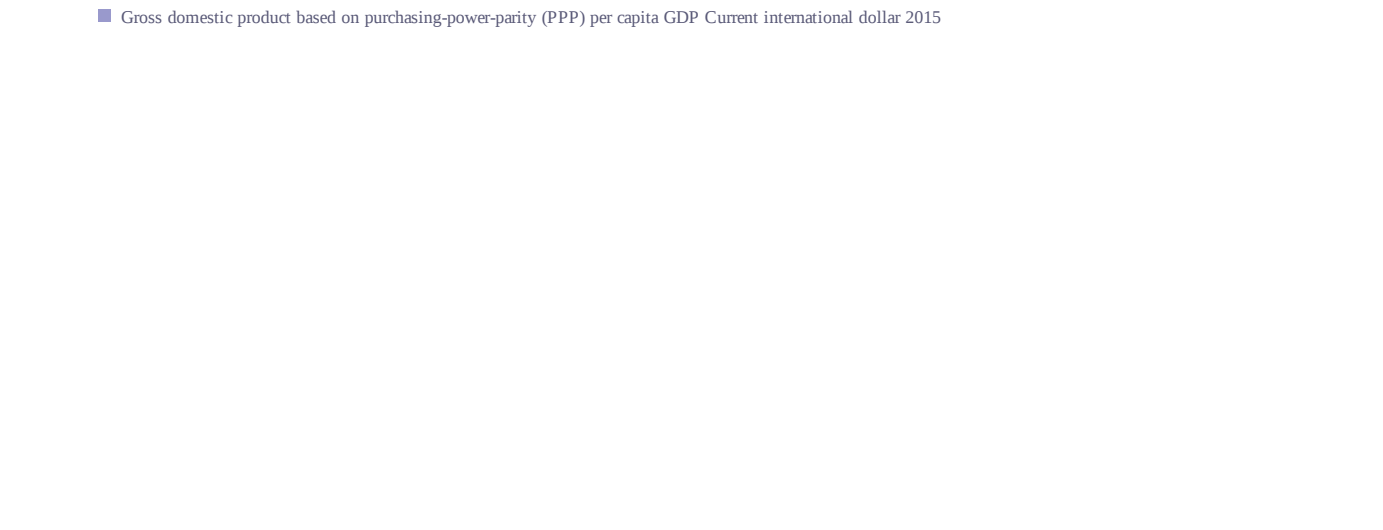 Gross domestic product based on purchasing-power-parity (PPP) per capita GDP Current international dollar 2015